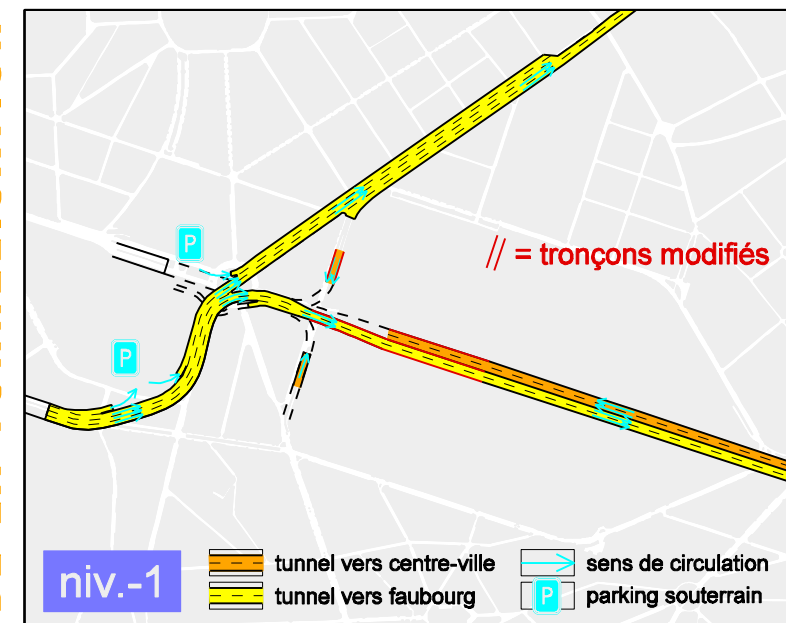 P
// = tronçons modifiés
P
niv.-1
tunnel vers centre-ville
sens de circulation
tunnel vers faubourg
P
parking souterrain